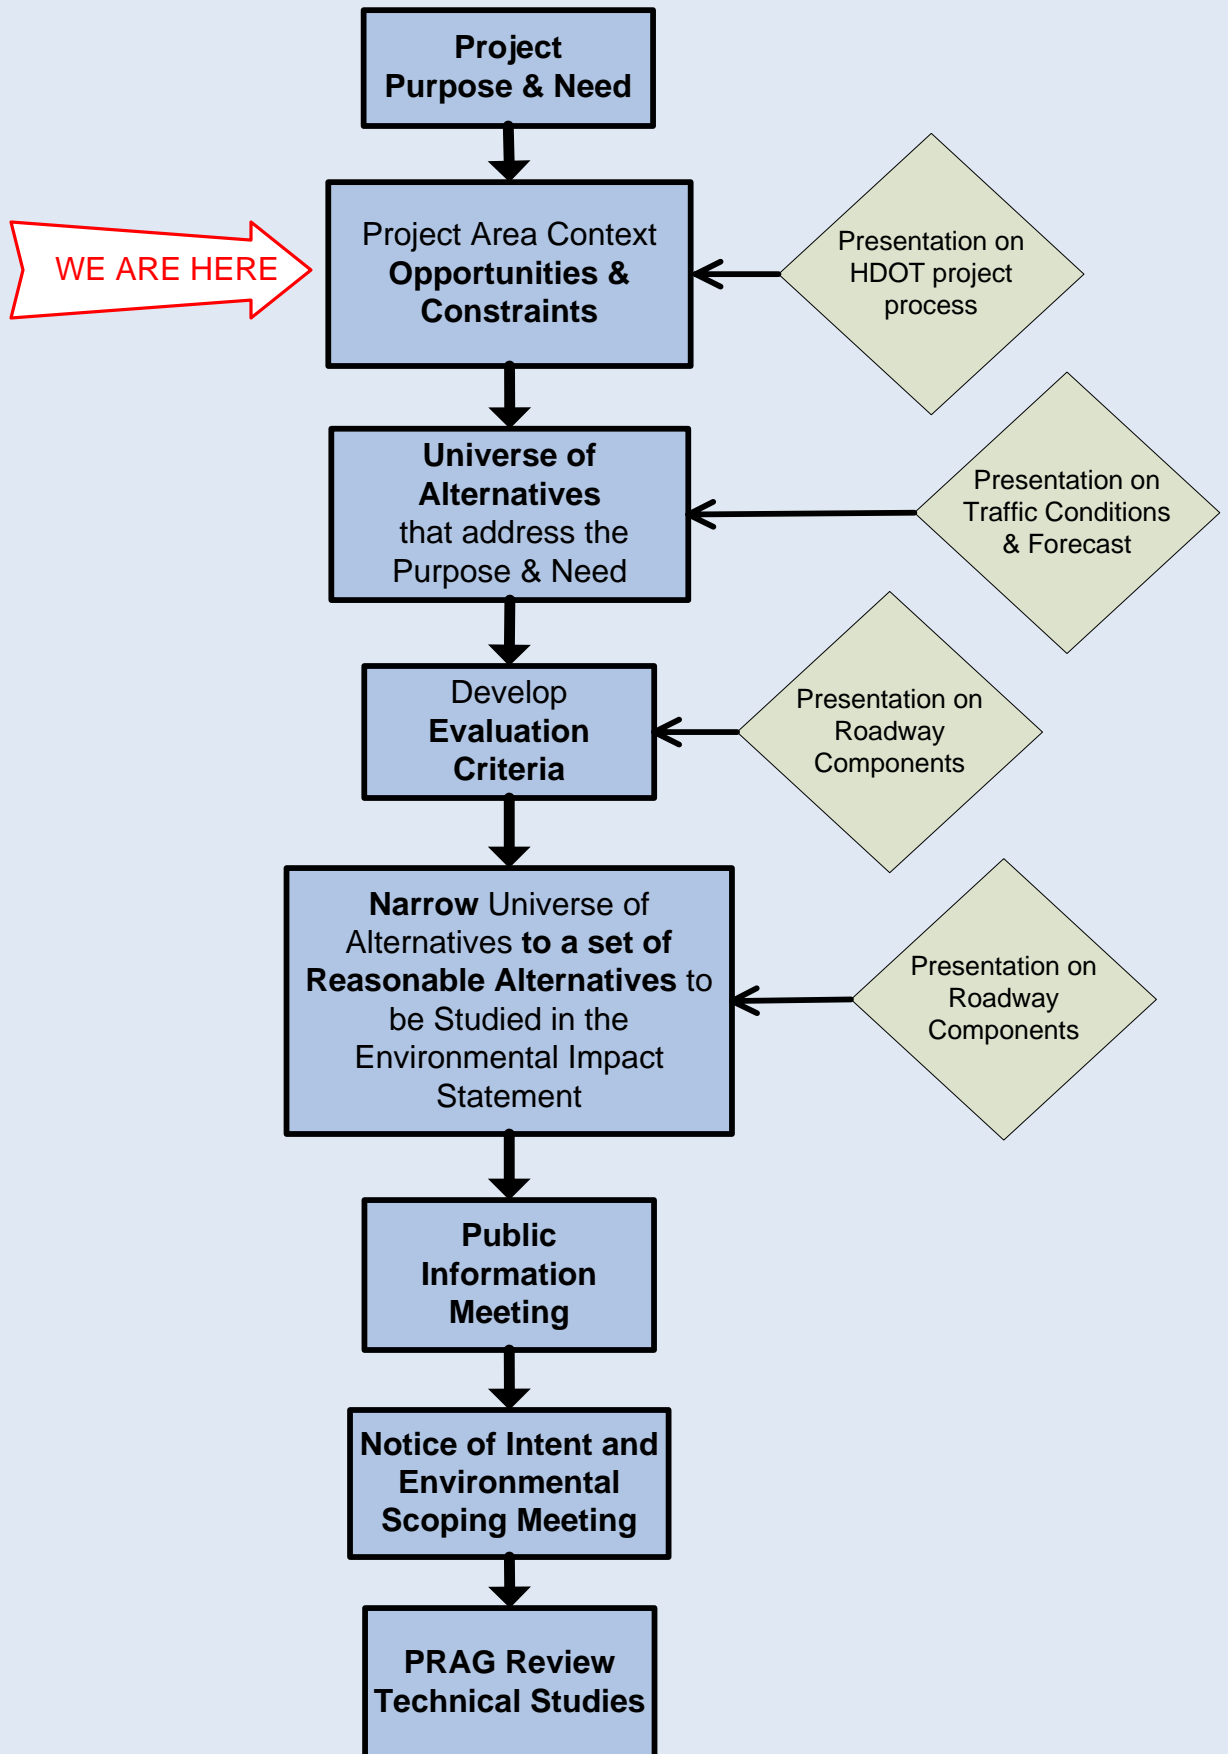 Project
Purpose & Need
WE ARE HERE
Project Area Context
Opportunities &
Constraints
Presentation on
HDOT project
process
Universe of
Alternatives
that address the
Purpose & Need
Presentation on
Traffic Conditions
& Forecast
Develop
Evaluation
Criteria
Presentation on
Roadway
Components
Narrow Universe of
Alternatives to a set of
Reasonable Alternatives to
be Studied in the
Environmental Impact
Statement
Presentation on
Roadway
Components
Public
Information
Meeting
Notice of Intent and
Environmental
Scoping Meeting
PRAG Review
Technical Studies